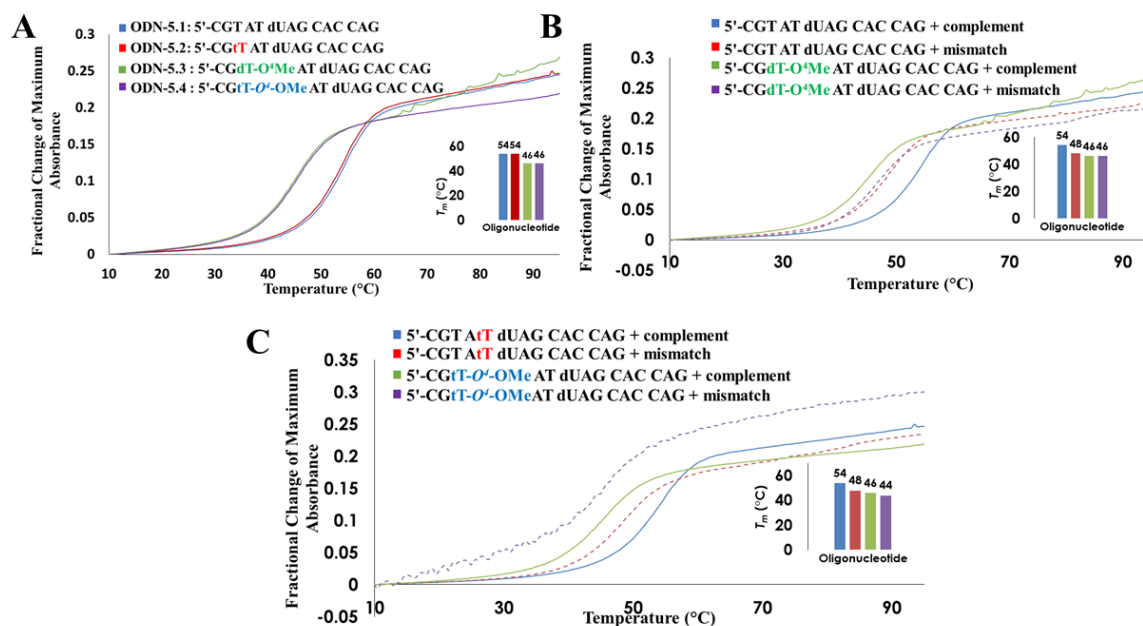 A
ODN-5.1: 5'-CGT AT dUAG CAC CAG
ODN-5.2: 5'-CGtT AT dUAG CAC CAG
ODN-5.3 : 5'-CGdT-O⁴Me AT dUAG CAC CAG
ODN-5.4 : 5'-CGtT-O⁴-OMe AT dUAG CAC CAG
Fractional Change of Maximum
Absorbance
0.3
0.25
0.2
0.15
0.1
0.05
0
10 20 30 40 50 60 70 80 90
Temperature (°C)
Tm (°C)
60
40
20
0
54 54 46 46
Oligonucleotide
B
5'-CGT AT dUAG CAC CAG + complement
5'-CGT AT dUAG CAC CAG + mismatch
5'-CGdT-O⁴Me AT dUAG CAC CAG + complement
5'-CGdT-O⁴Me AT dUAG CAC CAG + mismatch
Fractional Change of Maximum
Absorbance
0.3
0.25
0.2
0.15
0.1
0.05
0
-0.05
10 30 50 70 90
Temperature (°C)
Tm (°C)
60
40
20
0
54 48 46 46
Oligonucleotide
C
5'-CGT AtT dUAG CAC CAG + complement
5'-CGT AtT dUAG CAC CAG + mismatch
5'-CGtT-O⁴-OMe AT dUAG CAC CAG + complement
5'-CGtT-O⁴-OMeAT dUAG CAC CAG + mismatch
Fractional Change of Maximum
Absorbance
0.35
0.3
0.25
0.2
0.15
0.1
0.05
0
-0.05
10 30 50 70 90
Temperature (°C)
Tm (°C)
60
40
20
0
54 48 46 44
Oligonucleotide